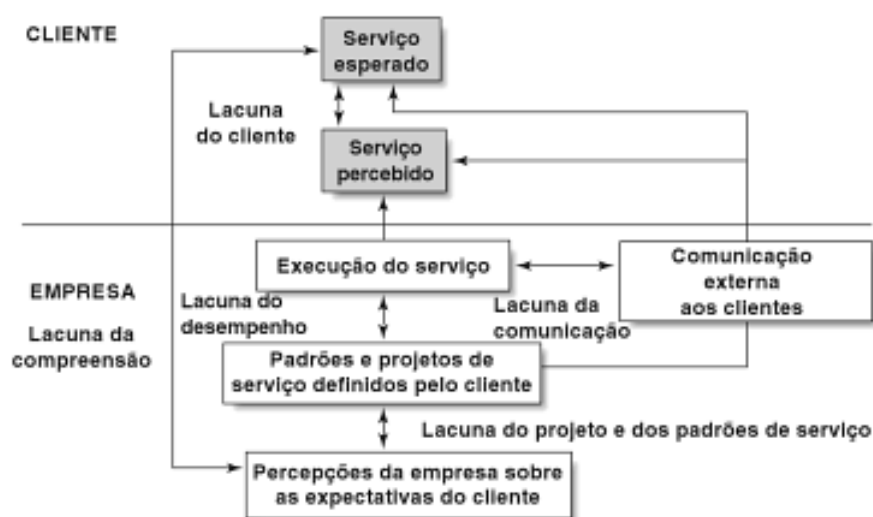 CLIENTE
Serviço
esperado
Lacuna
do cliente
Serviço
percebido
Execução do serviço
Comunicação
externa
aos clientes
EMPRESA
Lacuna da
compreensão
Lacuna do
desempenho
Lacuna da
comunicação
Padrões e projetos de
serviço definidos pelo cliente
Lacuna do projeto e dos padrões de serviço
Percepções da empresa sobre
as expectativas do cliente